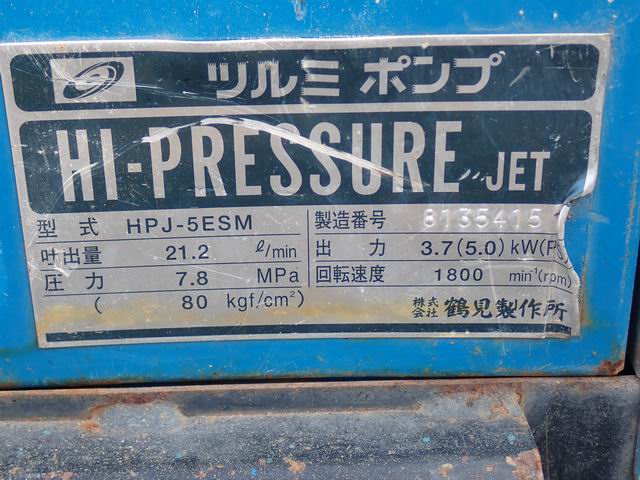 ツルミ ポンプ
HI-PRESSURE JET
型式 HPJ-5ESM 製造番号 8135415
吐出量 21.2 ℓ/min 出力 3.7(5.0) kW(PS
圧力 7.8 MPa 回転速度 1800 min⁻¹(rpm)
( 80 kgf/cm²) 株式会社 鶴見製作所